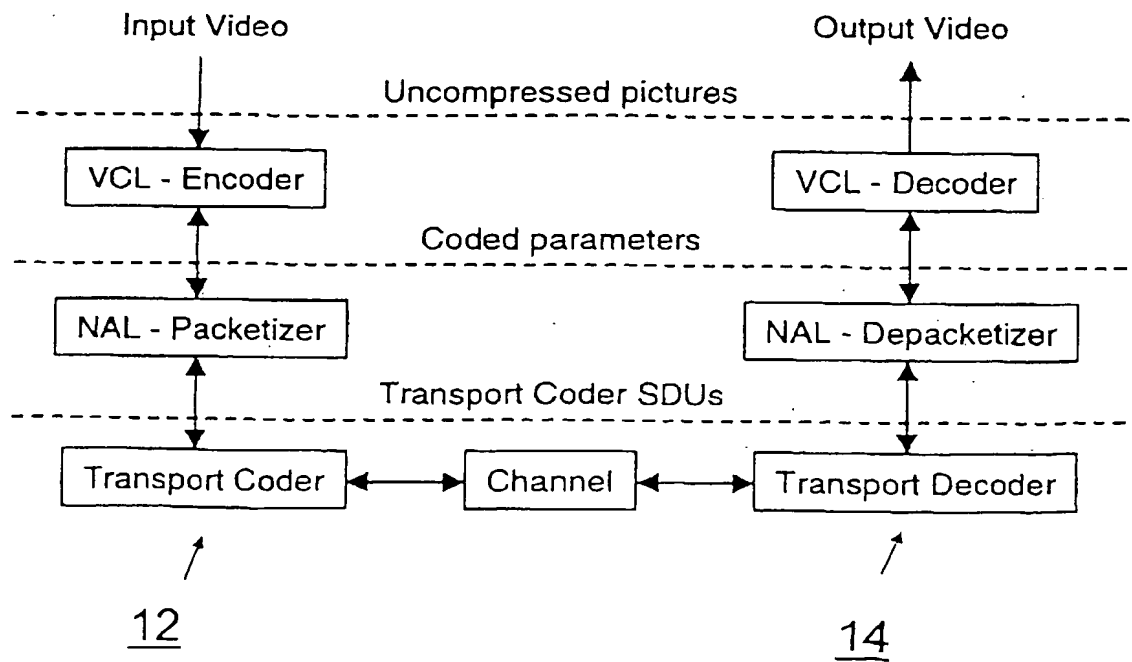 Input Video
Output Video
Uncompressed pictures
VCL - Encoder
VCL - Decoder
Coded parameters
NAL - Packetizer
NAL - Depacketizer
Transport Coder SDUs
Transport Coder
Channel
Transport Decoder
12
14